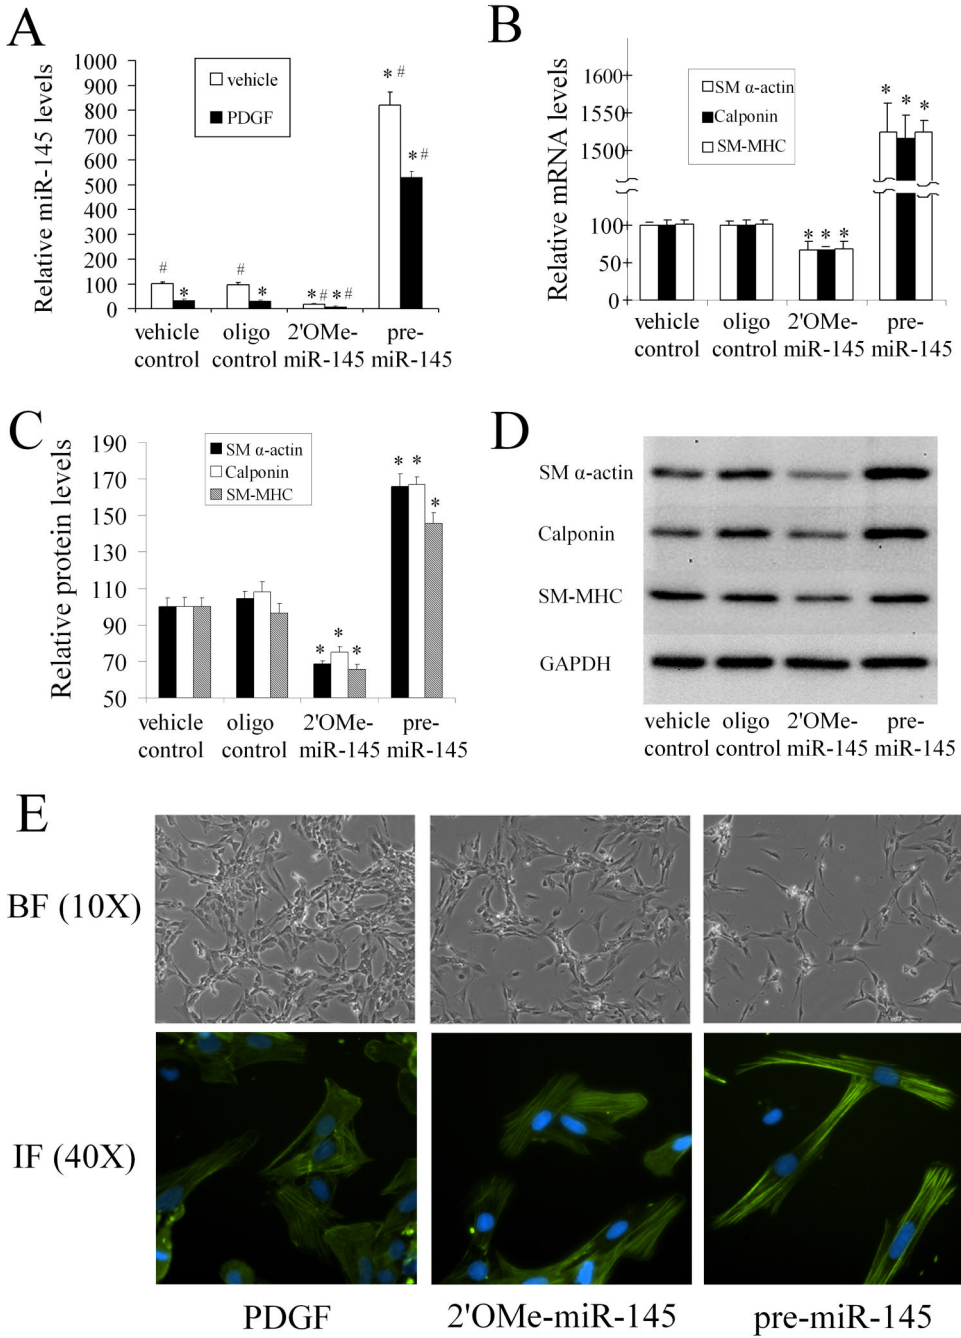 A
Relative miR-145 levels
1000
900
800
700
600
500
400
300
200
100
0
vehicle
PDGF
* #
* #
# *
# *
*# *#
vehicle control
oligo control
2'OMe-miR-145
pre-miR-145
B
Relative mRNA levels
1600
1550
1500
100
50
0
SM α-actin
Calponin
SM-MHC
* * *
* * *
vehicle control
oligo control
2'OMe-miR-145
pre-miR-145
C
Relative protein levels
190
170
150
130
110
90
70
50
SM α-actin
Calponin
SM-MHC
* * *
* * *
vehicle control
oligo control
2'OMe-miR-145
pre-miR-145
D
SM α-actin
Calponin
SM-MHC
GAPDH
vehicle control
oligo control
2'OMe-miR-145
pre-miR-145
E
BF (10X)
IF (40X)
PDGF
2'OMe-miR-145
pre-miR-145